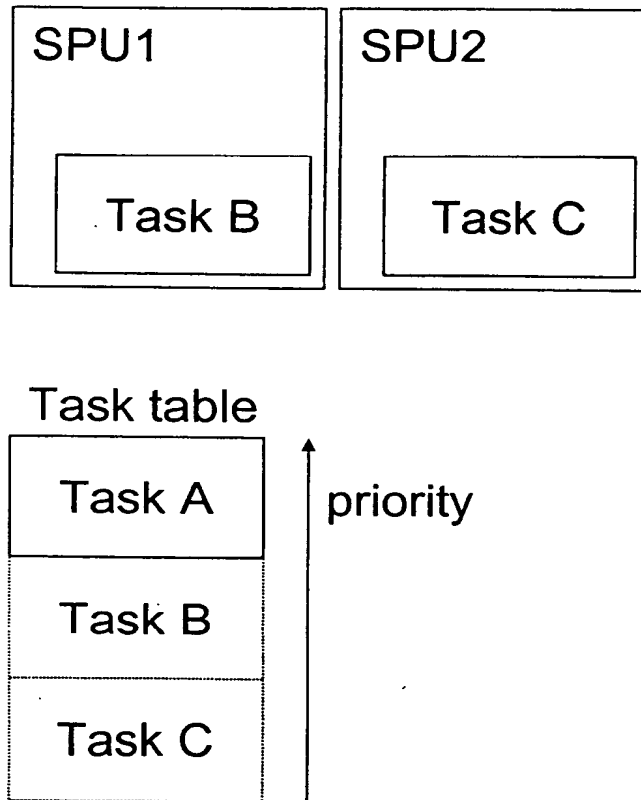 SPU1
SPU2
Task B
Task C
Task table
Task A
priority
Task B
Task C